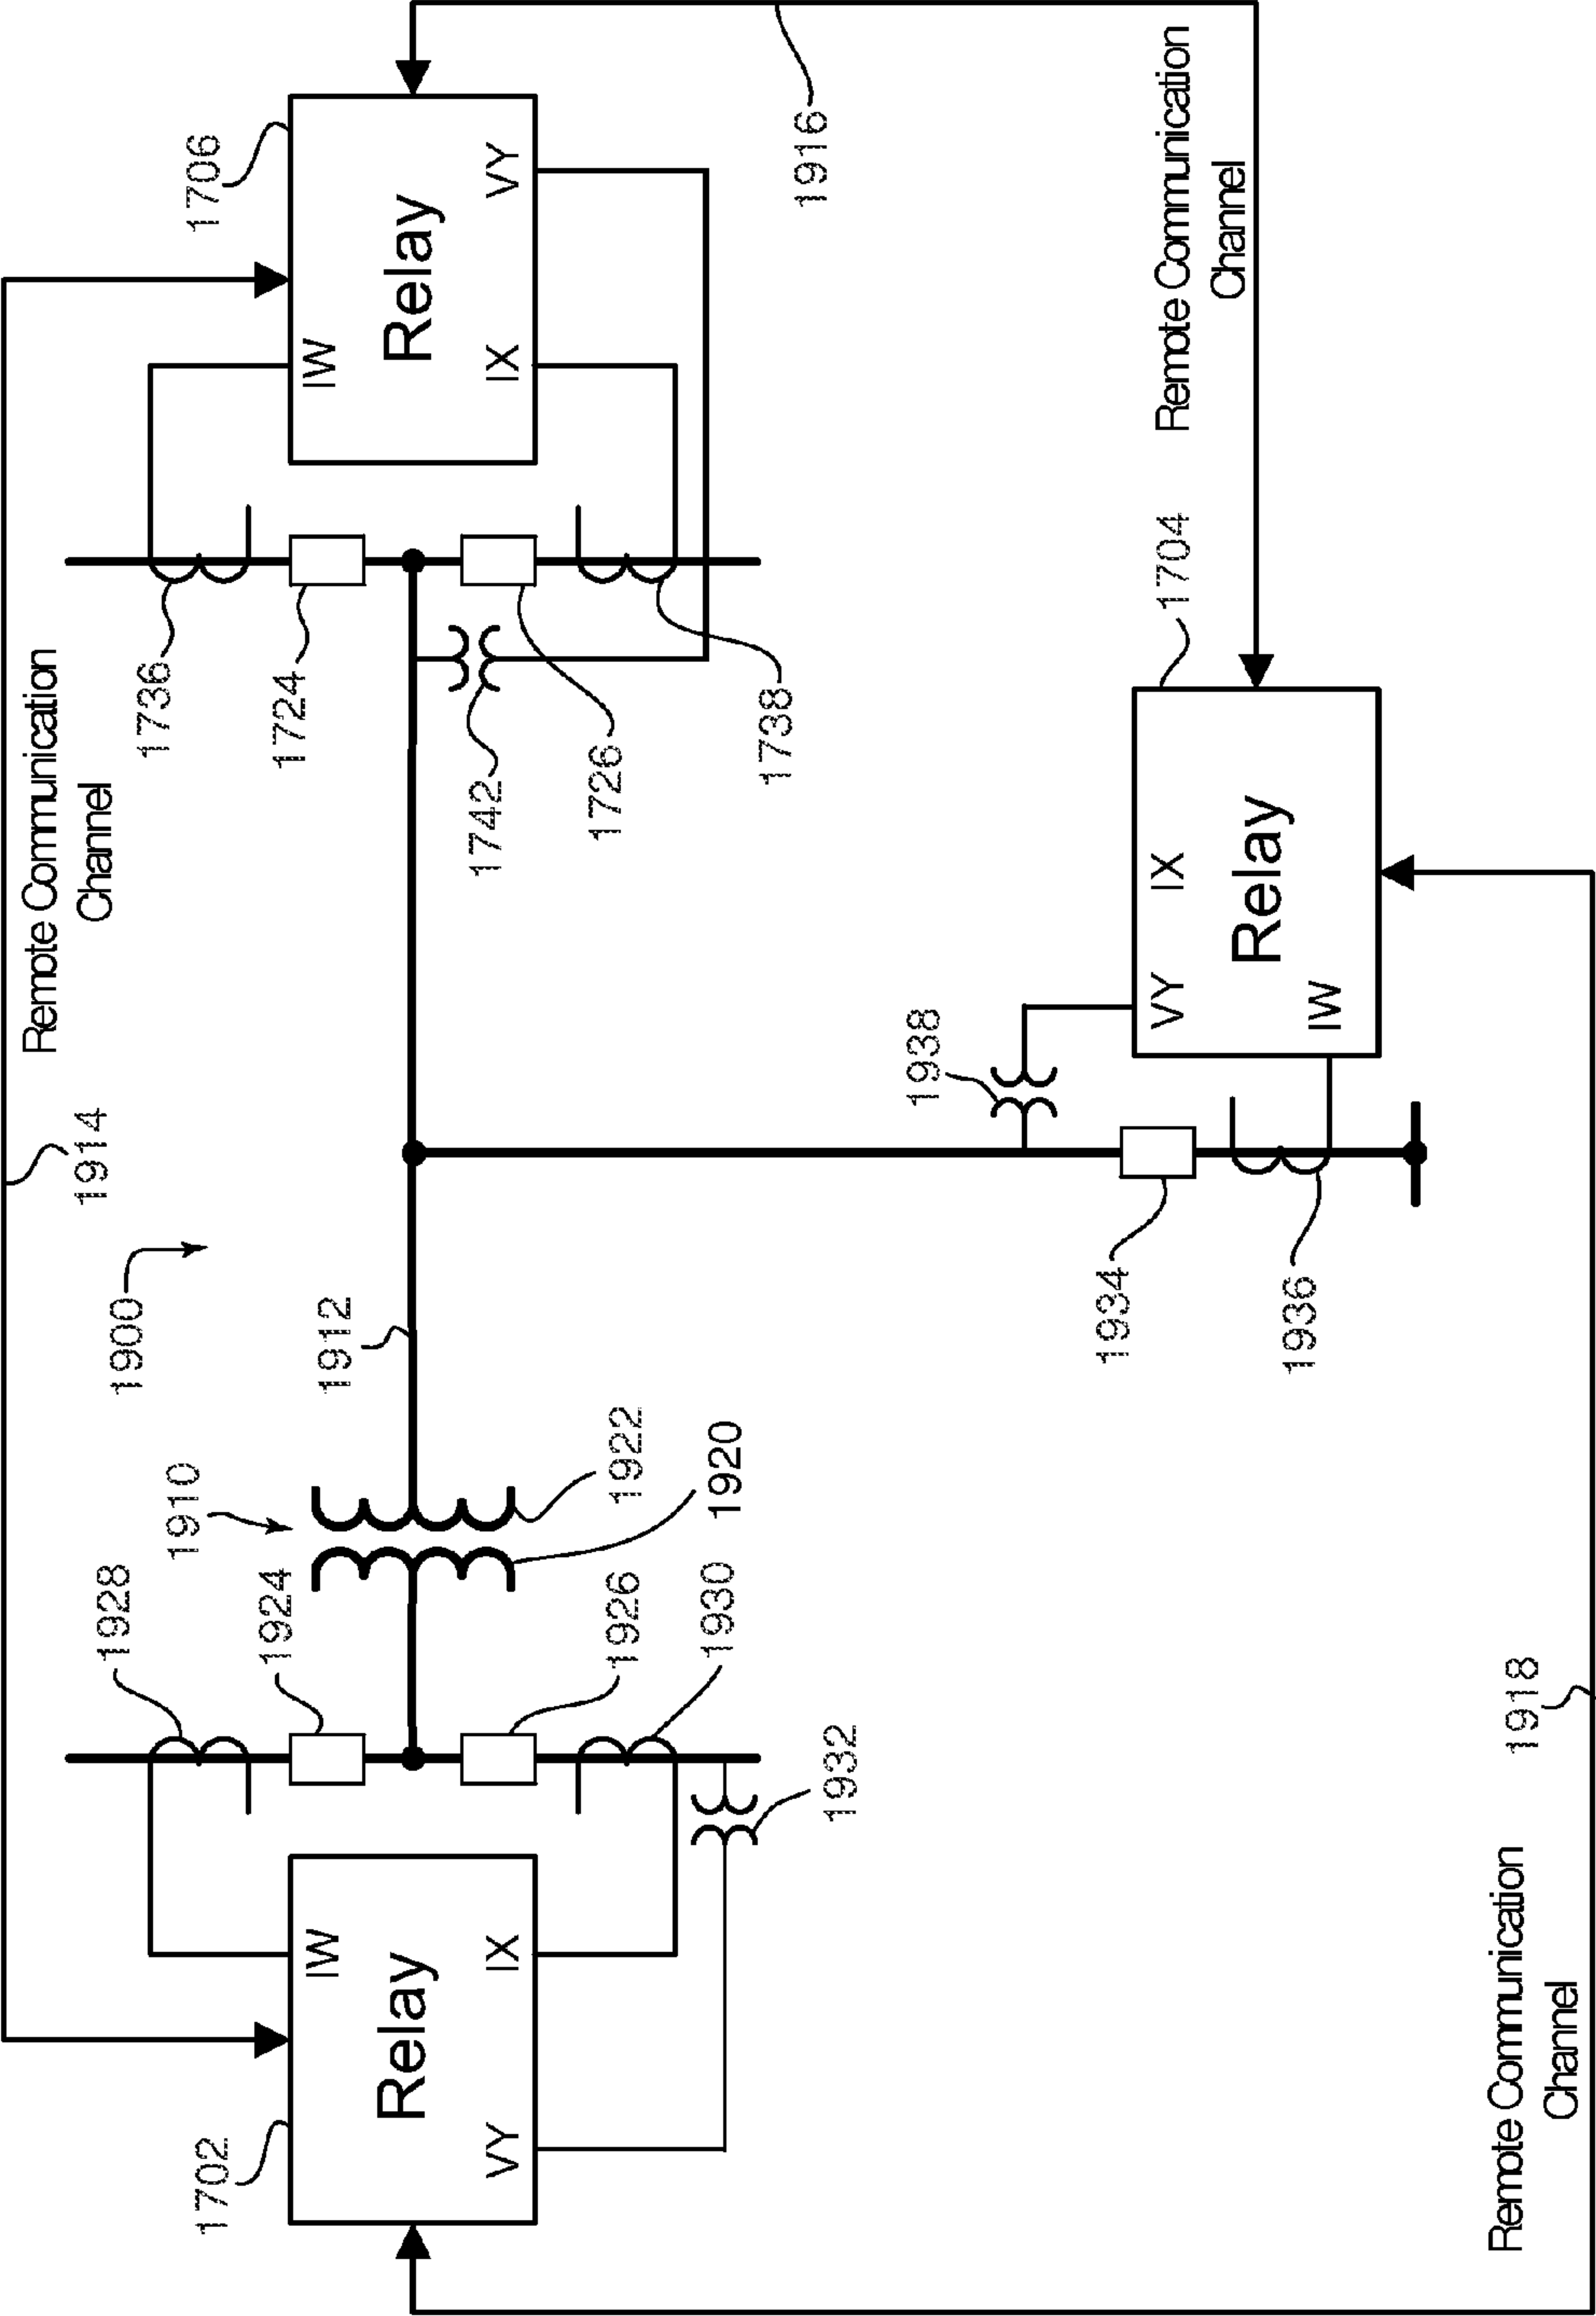 1914
Remote Communication
Channel
1702
Relay
IW
IX
VY
1928
1924
1926
1930
1932
1910
1922
1920
1900
1912
1736
1724
1742
1726
1738
1706
Relay
IW
IX
VY
1916
Remote Communication
Channel
1938
1934
1936
1704
Relay
VY
IX
IW
1918
Remote Communication
Channel